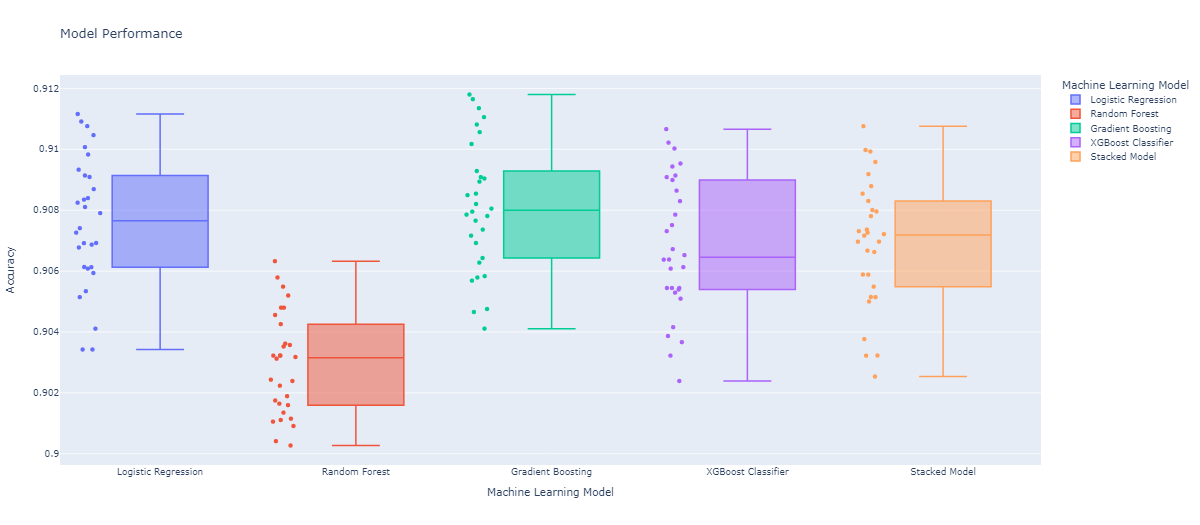 Model Performance
0.912
0.91
0.908
0.906
0.904
0.902
0.9
Accuracy
Logistic Regression
Random Forest
Gradient Boosting
XGBoost Classifier
Stacked Model
Machine Learning Model
Machine Learning Model
Logistic Regression
Random Forest
Gradient Boosting
XGBoost Classifier
Stacked Model